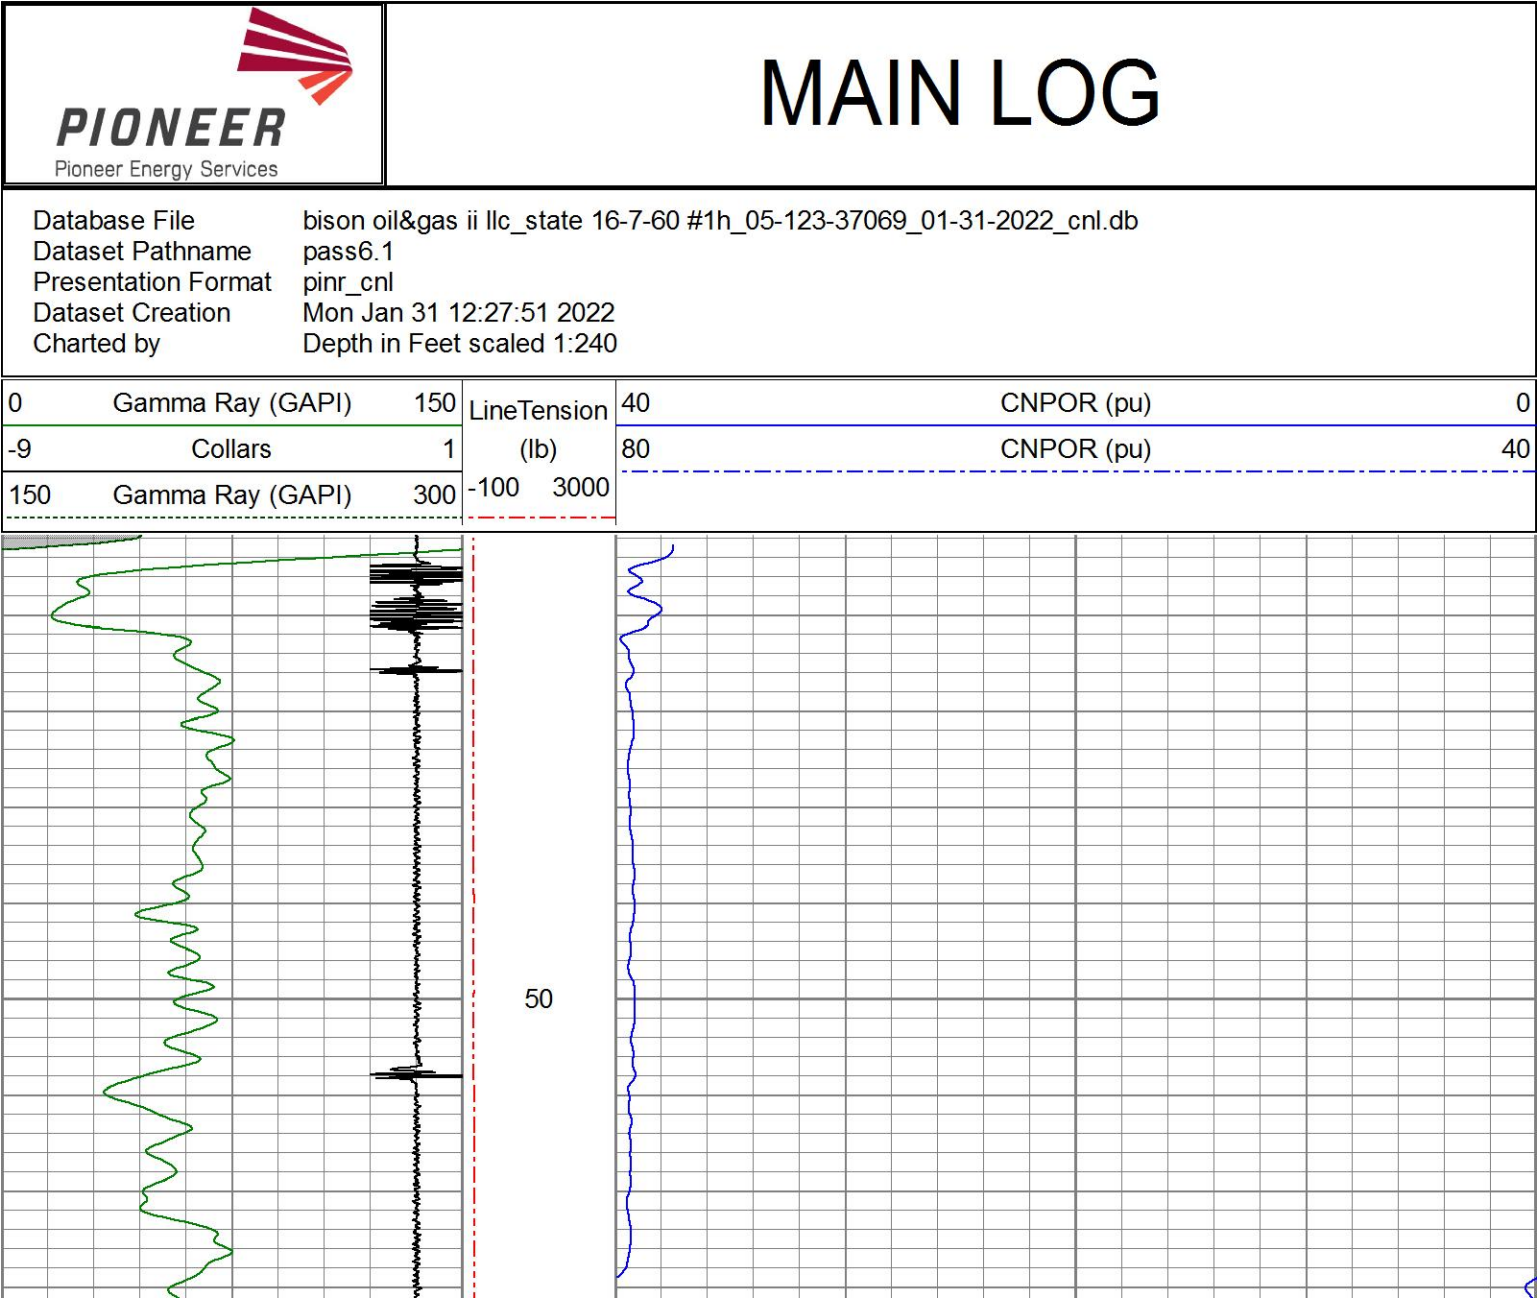 MAIN LOG
PIONEER
Pioneer Energy Services
Database File bison oil&gas ii llc_state 16-7-60 #1h_05-123-37069_01-31-2022_cnl.db
Dataset Pathname pass6.1
Presentation Format pinr_cnl
Dataset Creation Mon Jan 31 12:27:51 2022
Charted by Depth in Feet scaled 1:240
0 Gamma Ray (GAPI) 150
-9 Collars 1
150 Gamma Ray (GAPI) 300
LineTension
(lb)
-100 3000
40 CNPOR (pu) 0
80 CNPOR (pu) 40
50